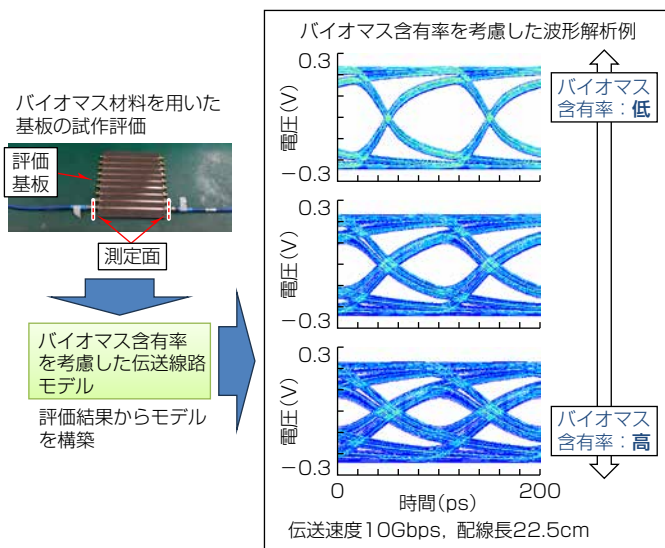 バイオマス材料を用いた
基板の試作評価
評価
基板
測定面
バイオマス含有率
を考慮した伝送線路
モデル
評価結果からモデル
を構築
バイオマス含有率を考慮した波形解析例
0.3
電圧(V)
－0.3
0.3
電圧(V)
－0.3
0.3
電圧(V)
－0.3
0
200
時間(ps)
伝送速度10Gbps, 配線長22.5cm
バイオマス
含有率：低
バイオマス
含有率：高